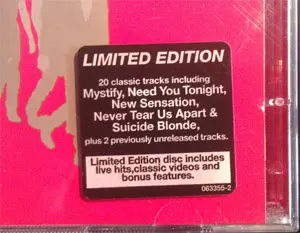 LIMITED EDITION
20 classic tracks including
Mystify, Need You Tonight,
New Sensation,
Never Tear Us Apart &
Suicide Blonde,
plus 2 previously unreleased tracks.
Limited Edition disc includes
live hits,classic videos and
bonus features.
063355-2